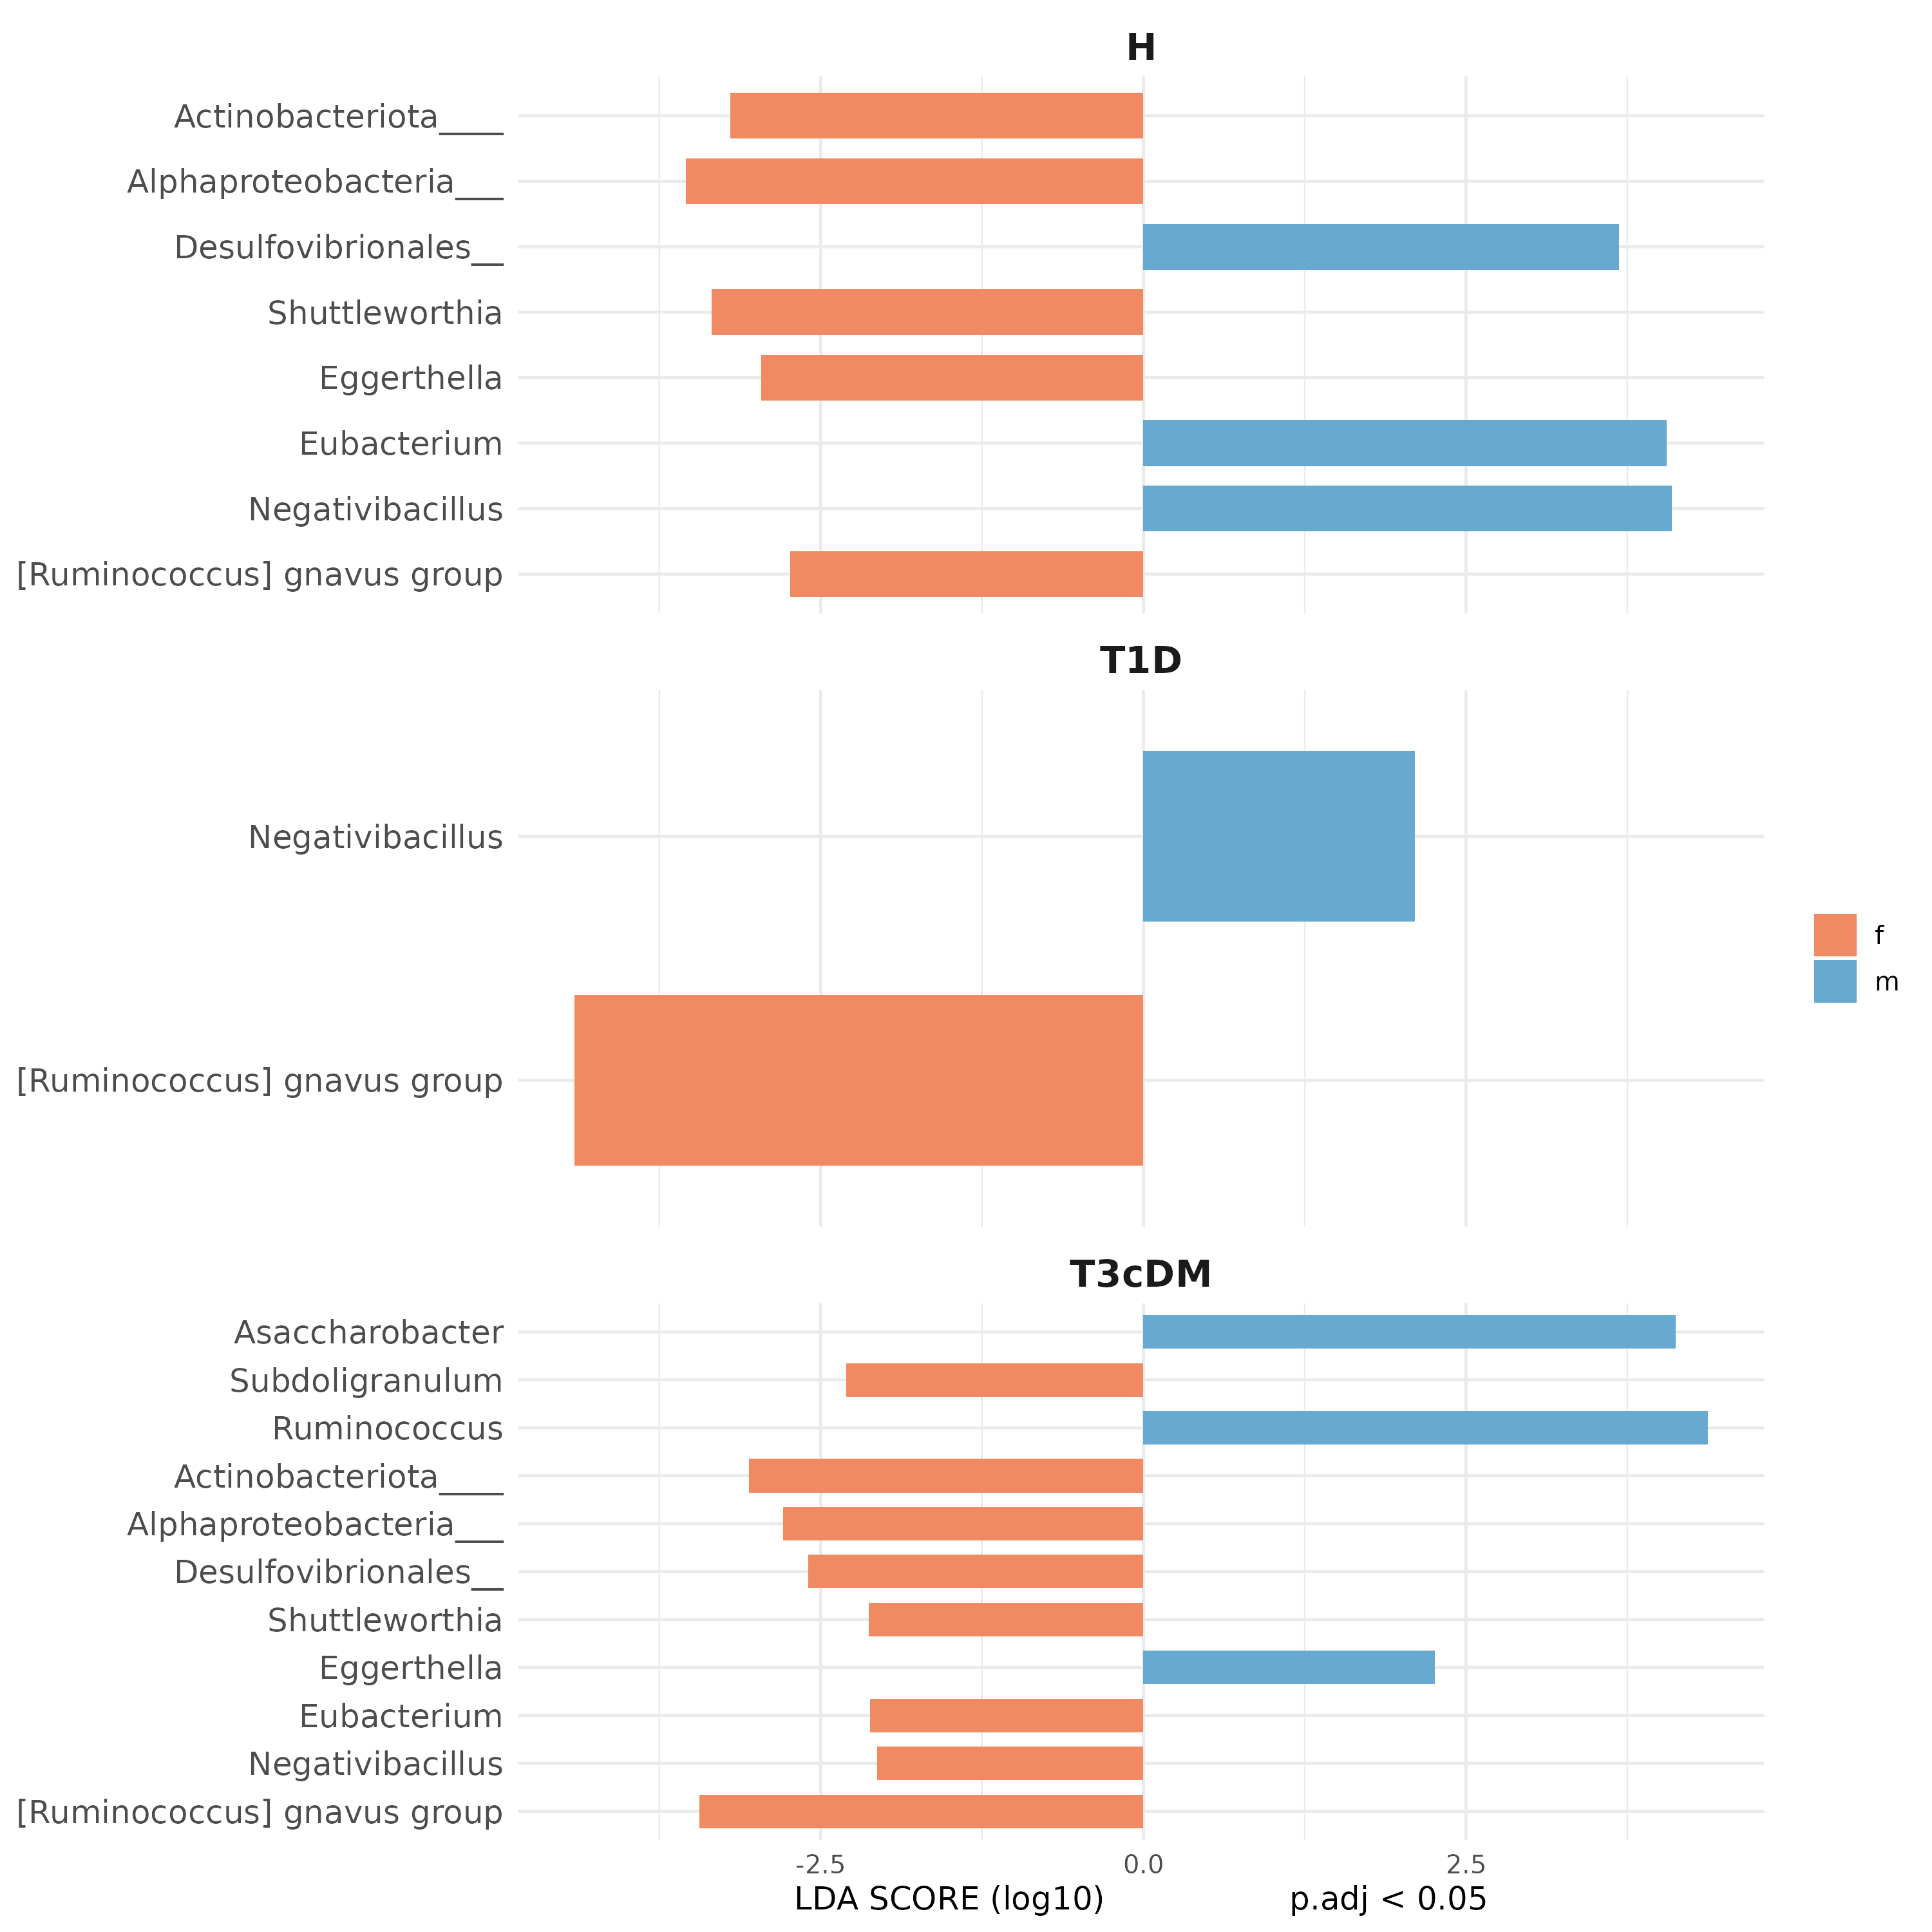 H
Actinobacteriota____
Alphaproteobacteria___
Desulfovibrionales__
Shuttleworthia
Eggerthella
Eubacterium
Negativibacillus
[Ruminococcus] gnavus group
T1D
Negativibacillus
[Ruminococcus] gnavus group
f
m
T3cDM
Asaccharobacter
Subdoligranulum
Ruminococcus
Actinobacteriota____
Alphaproteobacteria___
Desulfovibrionales__
Shuttleworthia
Eggerthella
Eubacterium
Negativibacillus
[Ruminococcus] gnavus group
-2.5 0.0 2.5
LDA SCORE (log10) p.adj < 0.05